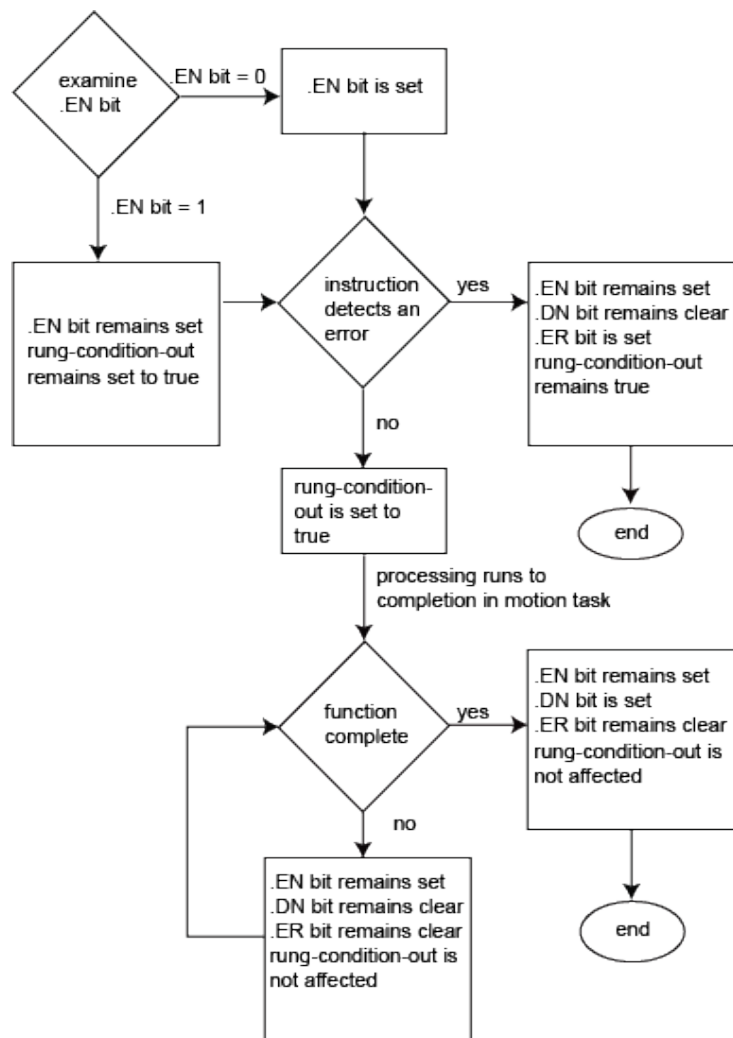 examine
.EN bit
.EN bit = 0
.EN bit is set
.EN bit = 1
.EN bit remains set
rung-condition-out
remains set to true
instruction
detects an
error
yes
.EN bit remains set
.DN bit remains clear
.ER bit is set
rung-condition-out
remains true
end
no
rung-condition-
out is set to
true
processing runs to
completion in motion task
function
complete
yes
.EN bit remains set
.DN bit is set
.ER bit remains clear
rung-condition-out is
not affected
end
no
.EN bit remains set
.DN bit remains clear
.ER bit remains clear
rung-condition-out is
not affected